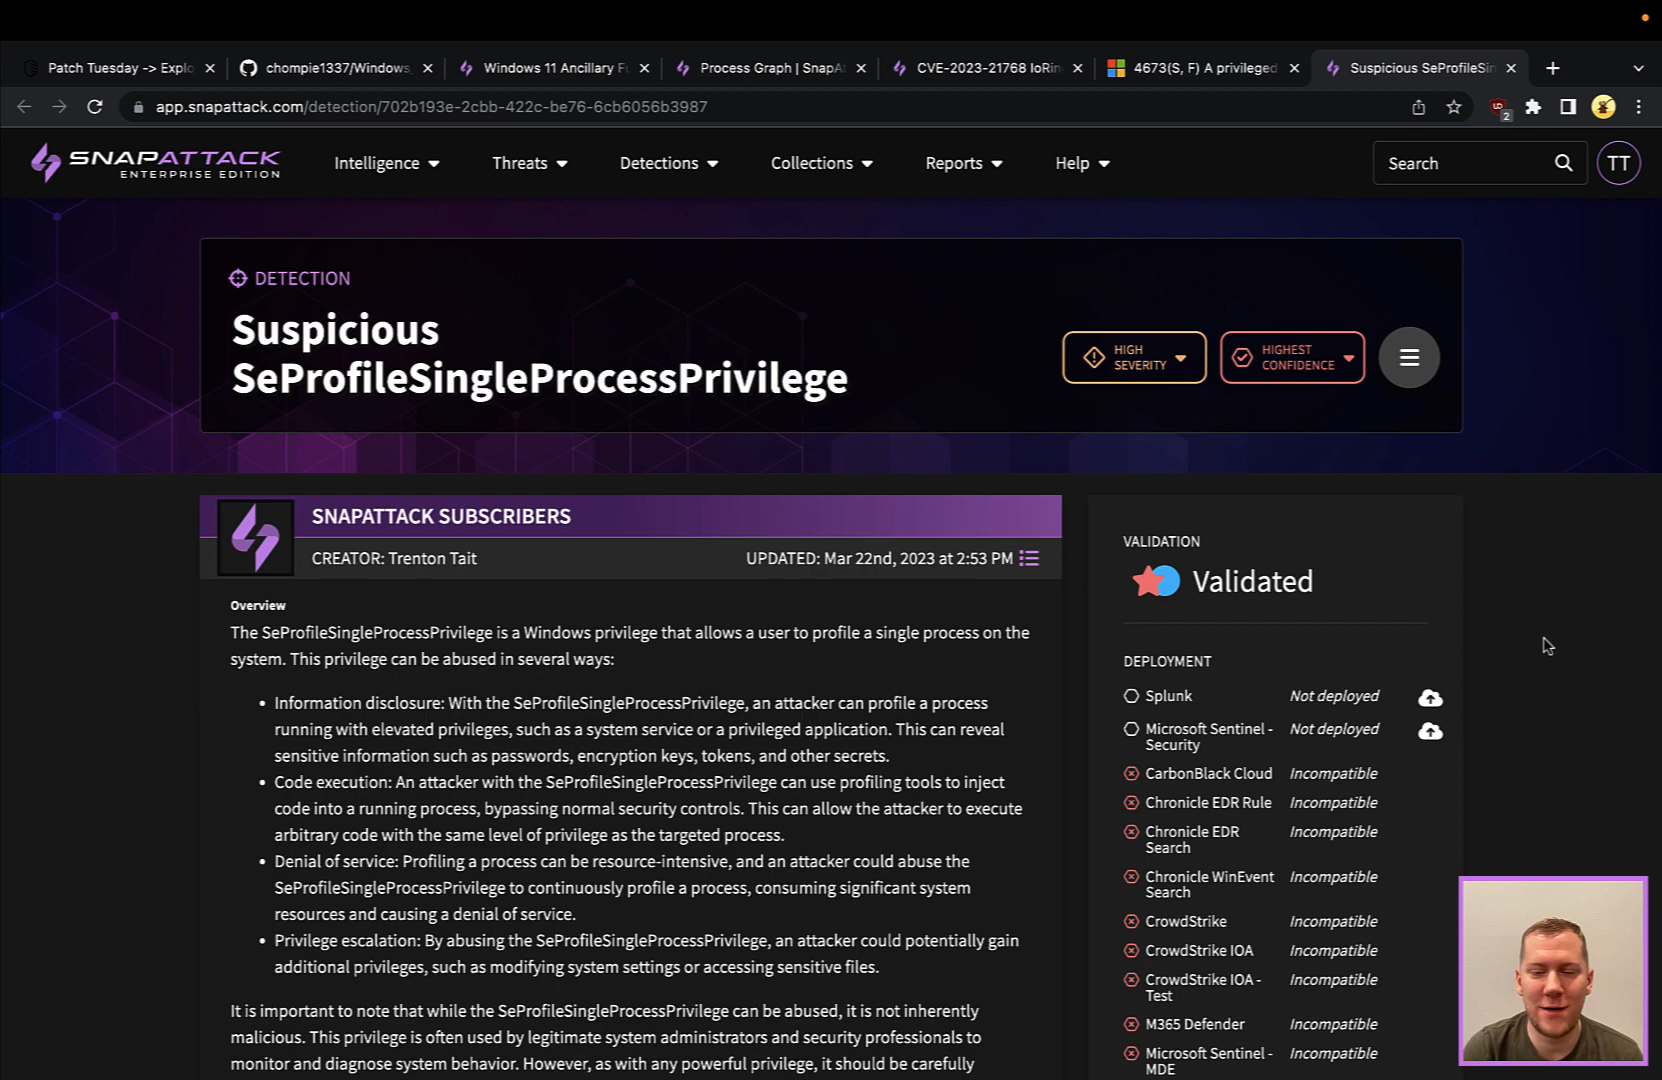 Patch Tuesday -> Explo
chompie1337/Windows_
Windows 11 Ancillary Fu
Process Graph | SnapAt
CVE-2023-21768 IoRin
4673(S, F) A privileged
Suspicious SeProfileSin
app.snapattack.com/detection/702b193e-2cbb-422c-be76-6cb6056b3987
2
SNAPATTACK
ENTERPRISE EDITION
Intelligence
Threats
Detections
Collections
Reports
Help
Search
TT
DETECTION
Suspicious
SeProfileSingleProcessPrivilege
HIGH
SEVERITY
HIGHEST
CONFIDENCE
SNAPATTACK SUBSCRIBERS
CREATOR: Trenton Tait
UPDATED: Mar 22nd, 2023 at 2:53 PM
Overview
The SeProfileSingleProcessPrivilege is a Windows privilege that allows a user to profile a single process on the
system. This privilege can be abused in several ways:
• Information disclosure: With the SeProfileSingleProcessPrivilege, an attacker can profile a process
running with elevated privileges, such as a system service or a privileged application. This can reveal
sensitive information such as passwords, encryption keys, tokens, and other secrets.
• Code execution: An attacker with the SeProfileSingleProcessPrivilege can use profiling tools to inject
code into a running process, bypassing normal security controls. This can allow the attacker to execute
arbitrary code with the same level of privilege as the targeted process.
• Denial of service: Profiling a process can be resource-intensive, and an attacker could abuse the
SeProfileSingleProcessPrivilege to continuously profile a process, consuming significant system
resources and causing a denial of service.
• Privilege escalation: By abusing the SeProfileSingleProcessPrivilege, an attacker could potentially gain
additional privileges, such as modifying system settings or accessing sensitive files.
It is important to note that while the SeProfileSingleProcessPrivilege can be abused, it is not inherently
malicious. This privilege is often used by legitimate system administrators and security professionals to
monitor and diagnose system behavior. However, as with any powerful privilege, it should be carefully
VALIDATION
Validated
DEPLOYMENT
Splunk Not deployed
Microsoft Sentinel - Not deployed
Security
CarbonBlack Cloud Incompatible
Chronicle EDR Rule Incompatible
Chronicle EDR Incompatible
Search
Chronicle WinEvent Incompatible
Search
CrowdStrike Incompatible
CrowdStrike IOA Incompatible
CrowdStrike IOA - Incompatible
Test
M365 Defender Incompatible
Microsoft Sentinel - Incompatible
MDE